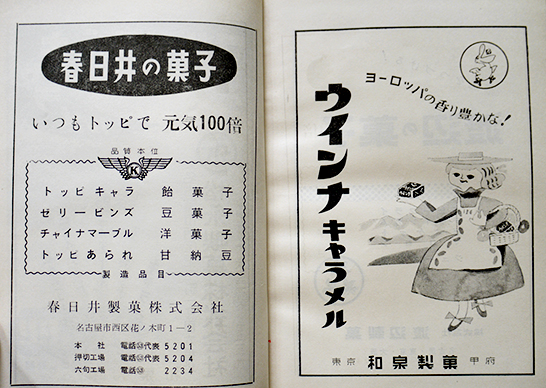 春日井の菓子
いつもトッピで 元気100倍
品質本位
K
トッピキャラ 飴菓子
ゼリービンズ 豆菓子
チャイナマーブル 洋菓子
トッピあられ 甘納豆
製造品目
春日井製菓株式会社
名古屋市西区花ノ木町1-2
本社 電話代表5201
押切工場 電話代表5204
六句工場 電話 2234
ヨーロッパの香り豊かな!
ウインナキャラメル
東京 和泉製菓 甲府